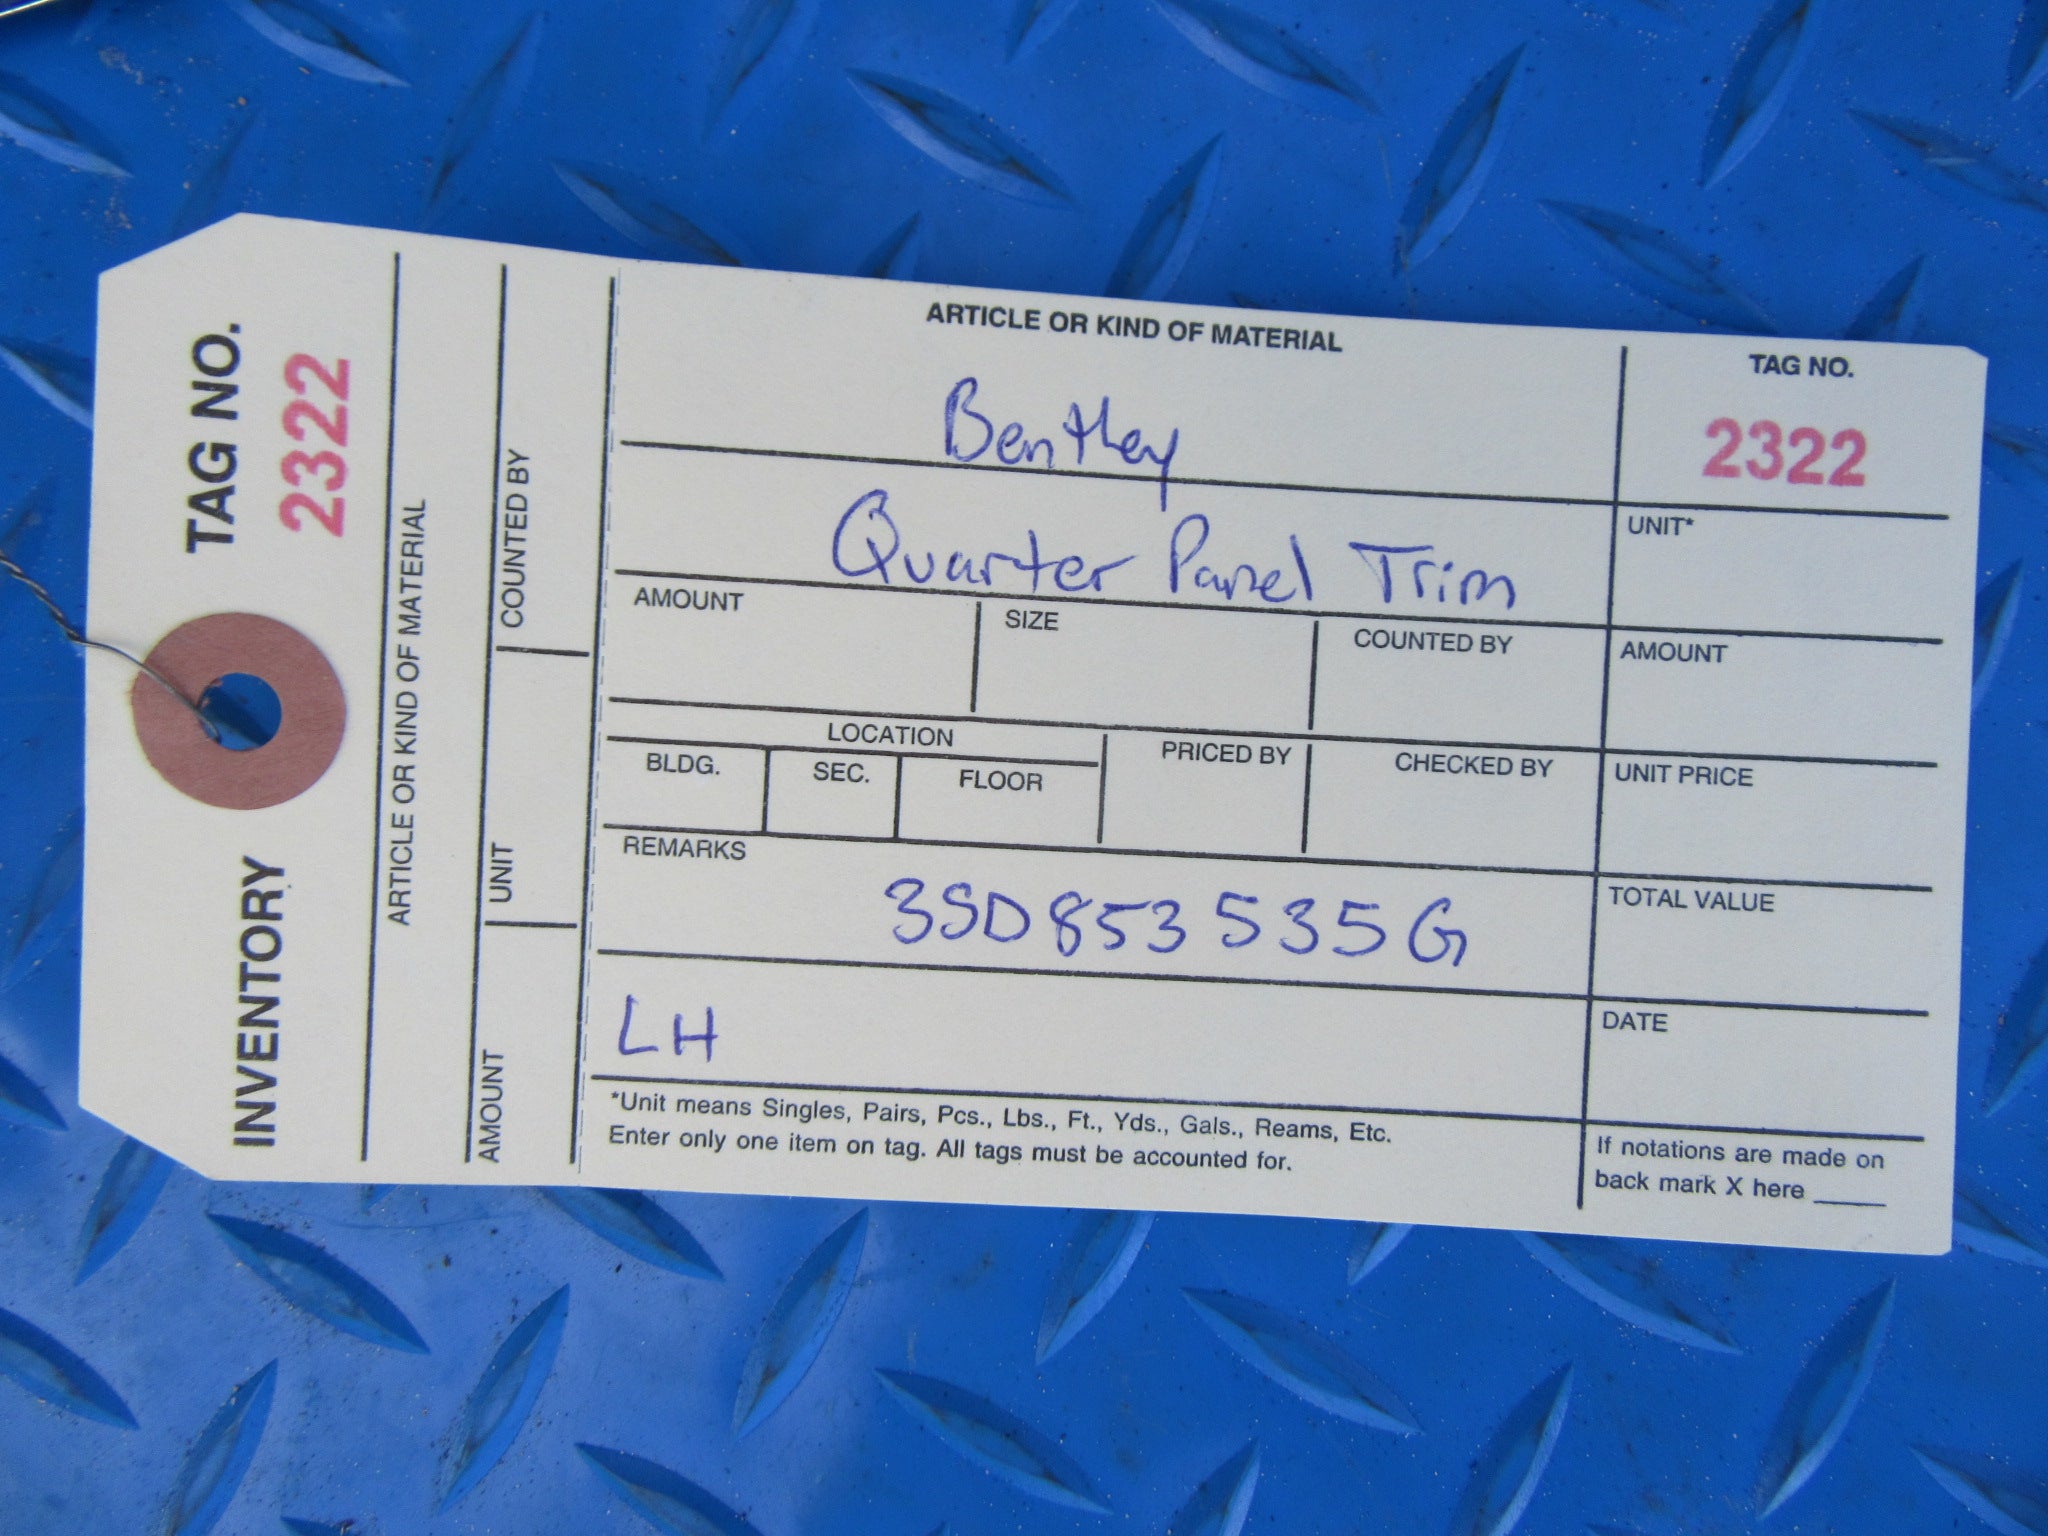 INVENTORY TAG NO.
2322
ARTICLE OR KIND OF MATERIAL
AMOUNT UNIT COUNTED BY
ARTICLE OR KIND OF MATERIAL
Bentley
Quarter Panel Trim
AMOUNT SIZE COUNTED BY
LOCATION PRICED BY CHECKED BY
BLDG. SEC. FLOOR
REMARKS
3SD853535G
LH
*Unit means Singles, Pairs, Pcs., Lbs., Ft., Yds., Gals., Reams, Etc.
Enter only one item on tag. All tags must be accounted for.
TAG NO.
2322
UNIT*
AMOUNT
UNIT PRICE
TOTAL VALUE
DATE
If notations are made on
back mark X here _____